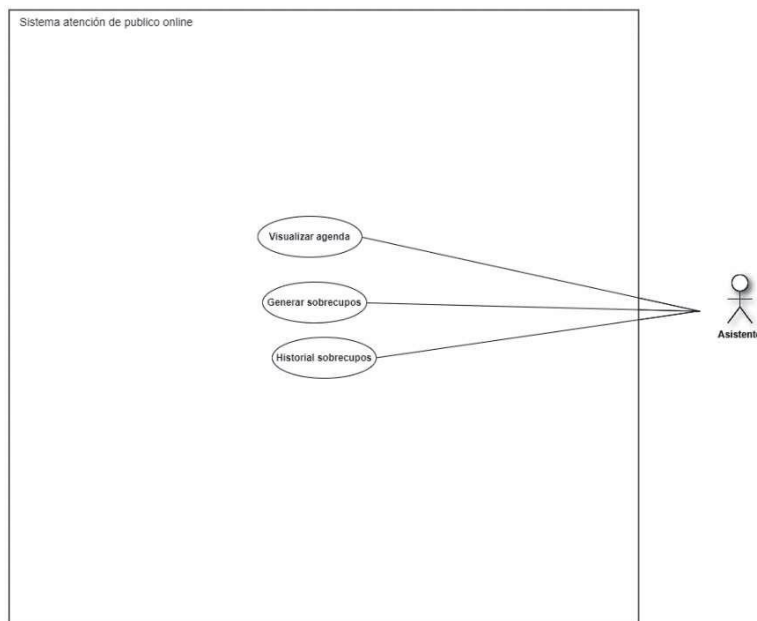 Sistema atención de publico online
Visualizar agenda
Generar sobrecupos
Historial sobrecupos
Asistente